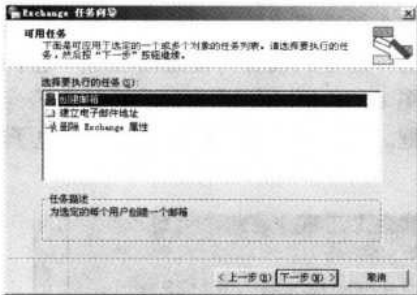 Exchange 任务向导
可用任务
下面是可应用于选定的一个或多个对象的任务列表。请选择要执行的任
务，然后按“下一步”按钮继续。
选择要执行的任务(S):
创建邮箱
建立电子邮件地址
删除 Exchange 属性
任务描述
为选定的每个用户创建一个邮箱
<上一步(B)
下一步(N) >
取消